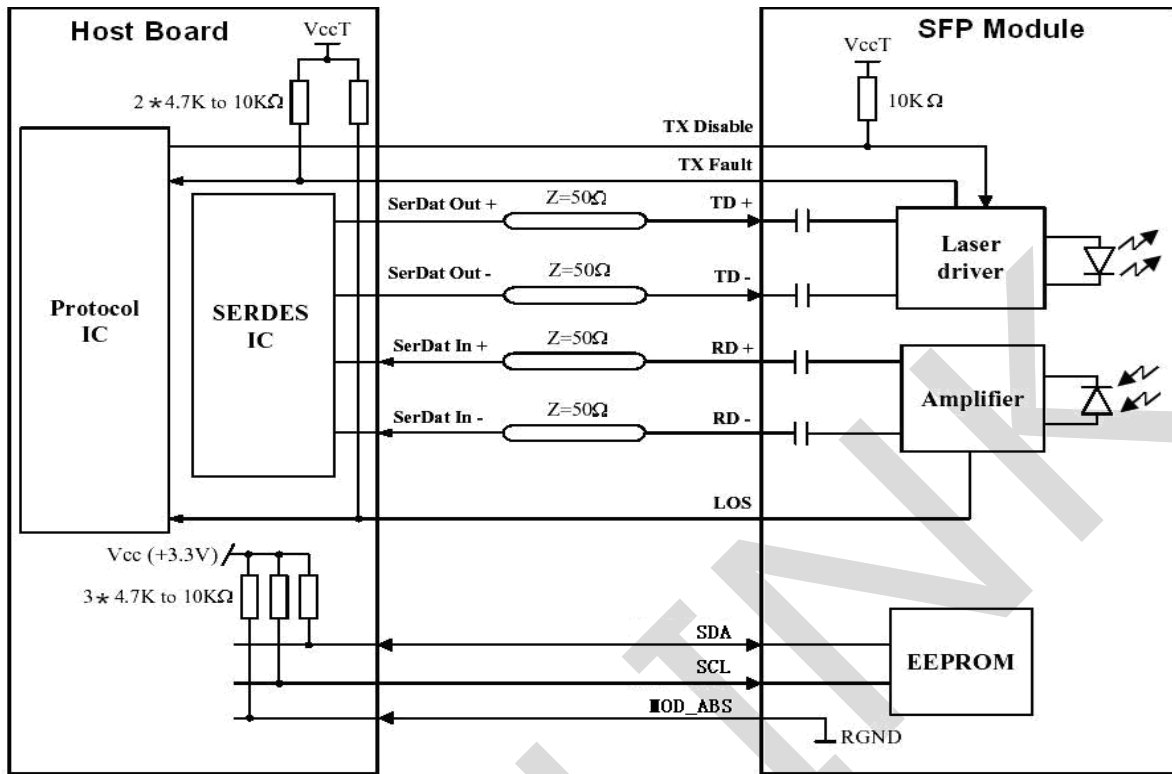 Host Board
SFP Module
VccT
VccT
2*4.7K to 10KΩ
10KΩ
TX Disable
TX Fault
SerDat Out +
Z=50Ω
TD +
SerDat Out -
Z=50Ω
TD -
Laser
driver
Protocol
IC
SERDES
IC
SerDat In +
Z=50Ω
RD +
SerDat In -
Z=50Ω
RD -
Amplifier
LOS
Vcc (+3.3V)
3*4.7K to 10KΩ
SDA
SCL
MOD_ABS
EEPROM
RGND